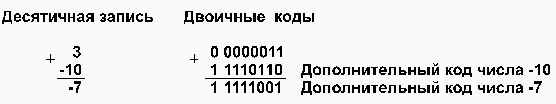 Десятичная запись Двоичные коды
+ 3 + 0 0000011
-10 1 1110110 Дополнительный код числа -10
-7 1 1111001 Дополнительный код числа -7